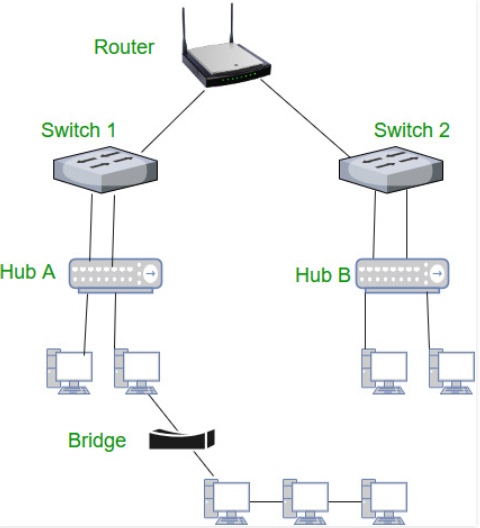 Router
Switch 1
Switch 2
Hub A
Hub B
Bridge